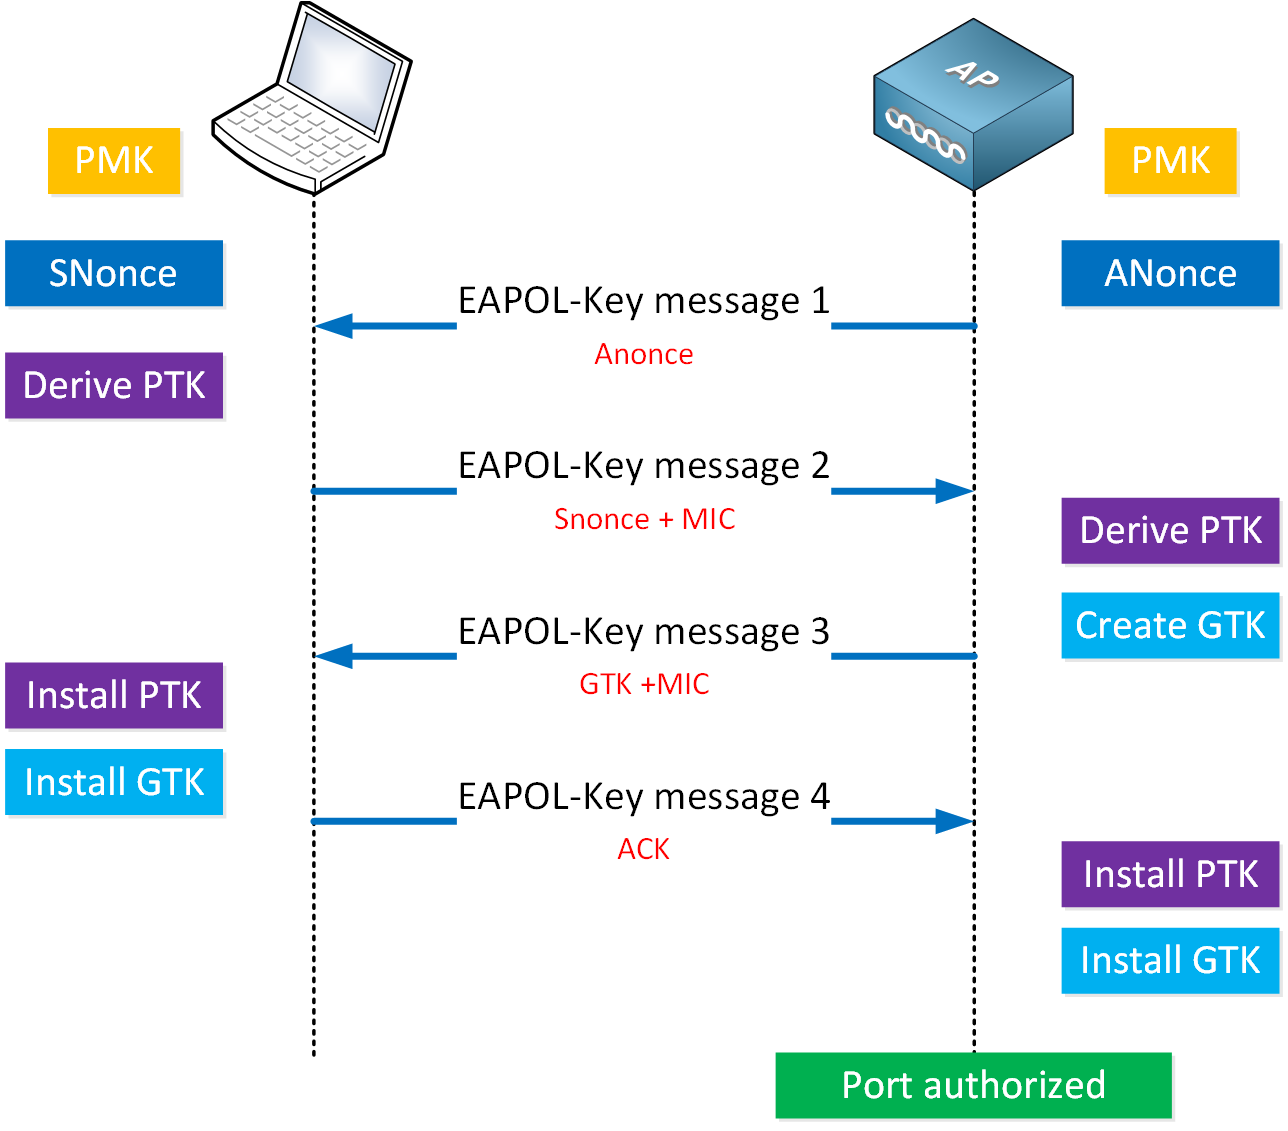 AP
PMK
PMK
SNonce
ANonce
EAPOL-Key message 1
Anonce
Derive PTK
EAPOL-Key message 2
Snonce + MIC
Derive PTK
Create GTK
EAPOL-Key message 3
GTK +MIC
Install PTK
Install GTK
EAPOL-Key message 4
ACK
Install PTK
Install GTK
Port authorized